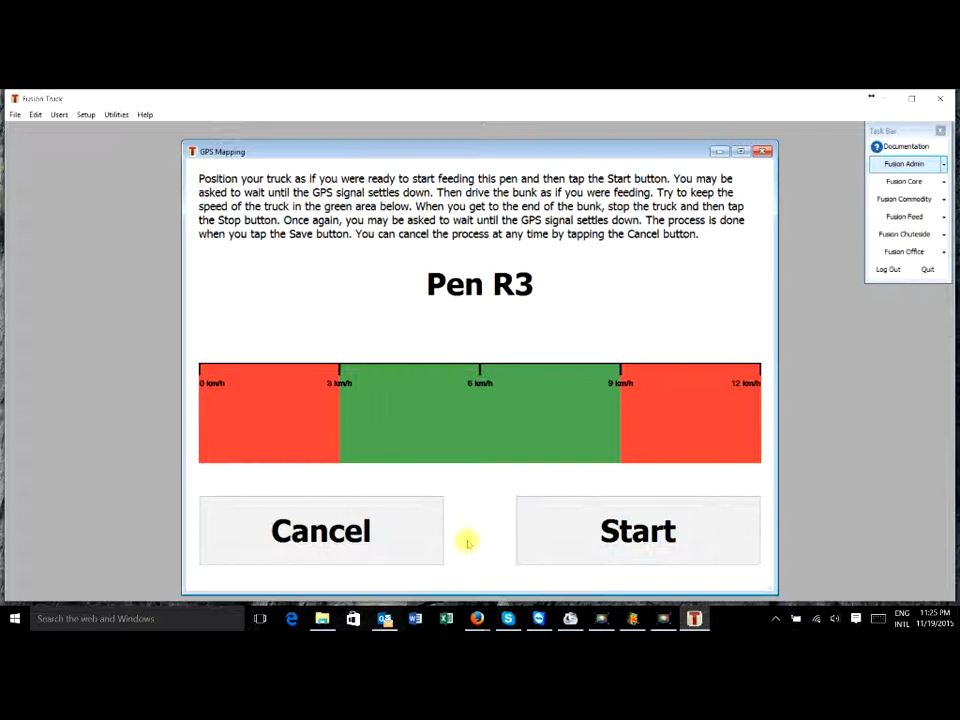 Fusion Truck
File Edit Users Setup Utilities Help
Task Bar
Documentation
Fusion Admin
Fusion Core
Fusion Commodity
Fusion Feed
Fusion Chuteside
Fusion Office
Log Out Quit
GPS Mapping
Position your truck as if you were ready to start feeding this pen and then tap the Start button. You may be
asked to wait until the GPS signal settles down. Then drive the bunk as if you were feeding. Try to keep the
speed of the truck in the green area below. When you get to the end of the bunk, stop the truck and then tap
the Stop button. Once again, you may be asked to wait until the GPS signal settles down. The process is done
when you tap the Save button. You can cancel the process at any time by tapping the Cancel button.
Pen R3
0 km/h 3 km/h 6 km/h 9 km/h 12 km/h
Cancel Start
Search the web and Windows
ENG 11:25 PM
INTL 11/19/2015